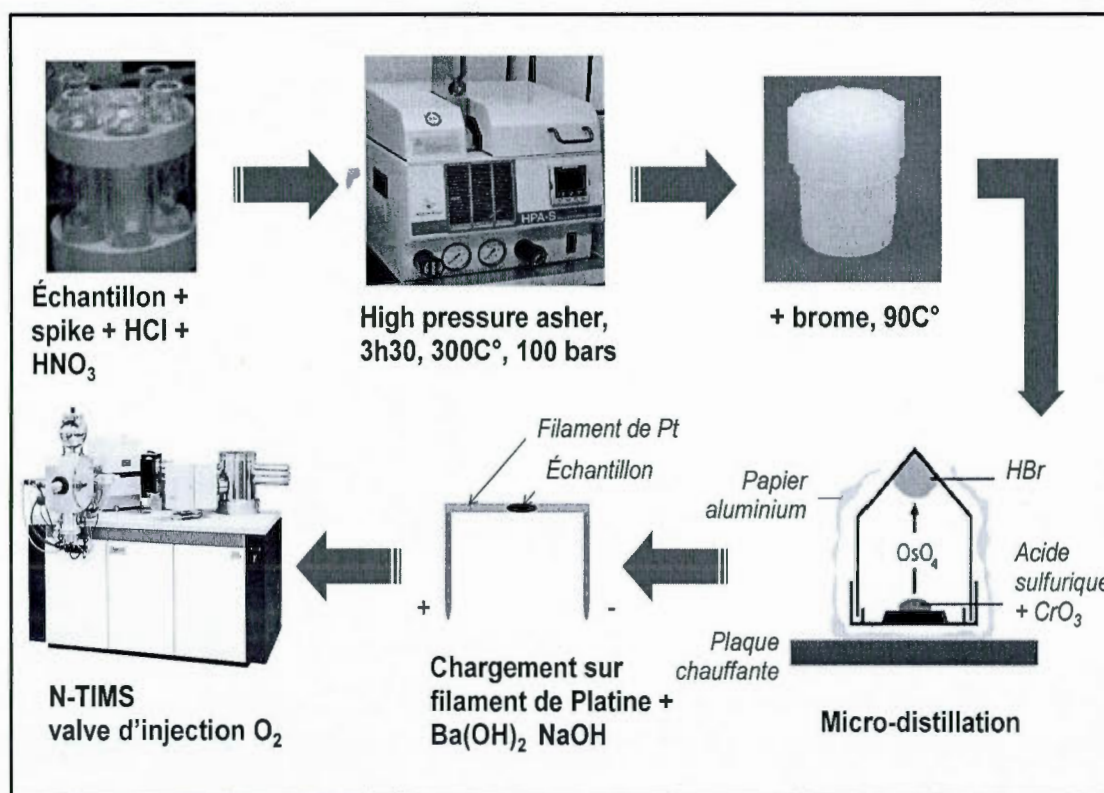 Échantillon +
spike + HCl +
HNO₃
High pressure asher,
3h30, 300C°, 100 bars
HPA-S
+ brome, 90C°
Papier
aluminium
HBr
OsO₄
Acide
sulfurique
+ CrO₃
Plaque
chauffante
Micro-distillation
Filament de Pt
Échantillon
+
-
Chargement sur
filament de Platine +
Ba(OH)₂ NaOH
N-TIMS
valve d'injection O₂